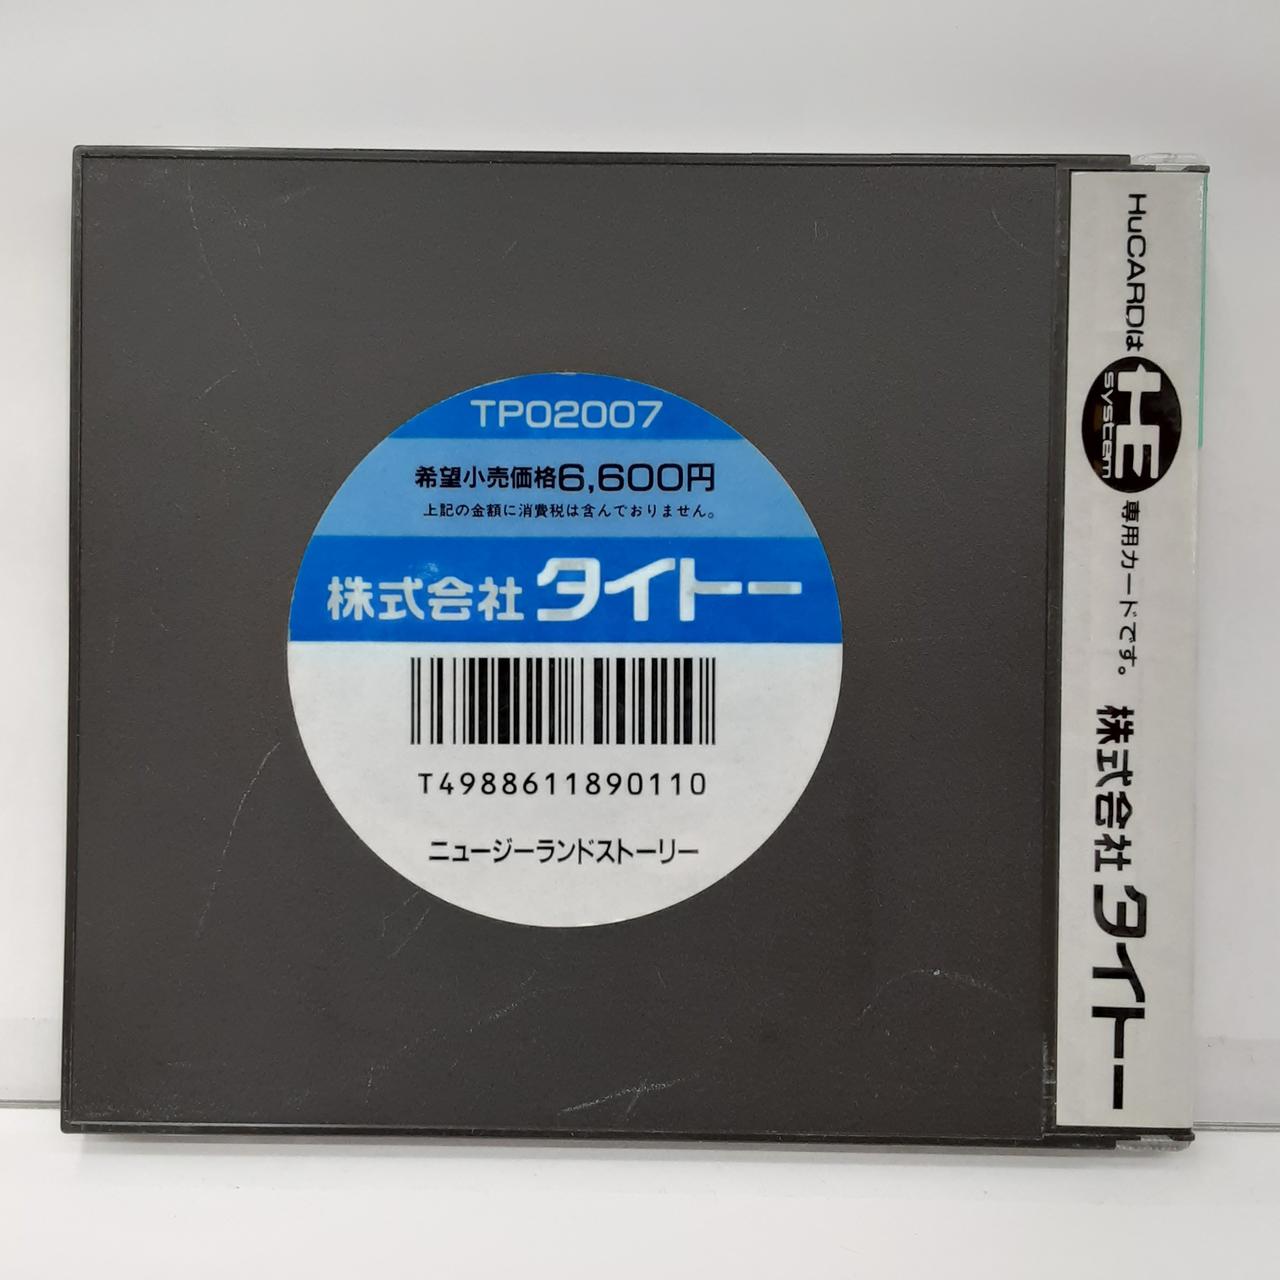 TP02007
希望小売価格6,600円
上記の金額に消費税は含んでおりません。
株式会社 タイトー
T4988611890110
ニュージーランドストーリー
HuCARDは HE system 専用カードです。 株式会社 タイトー